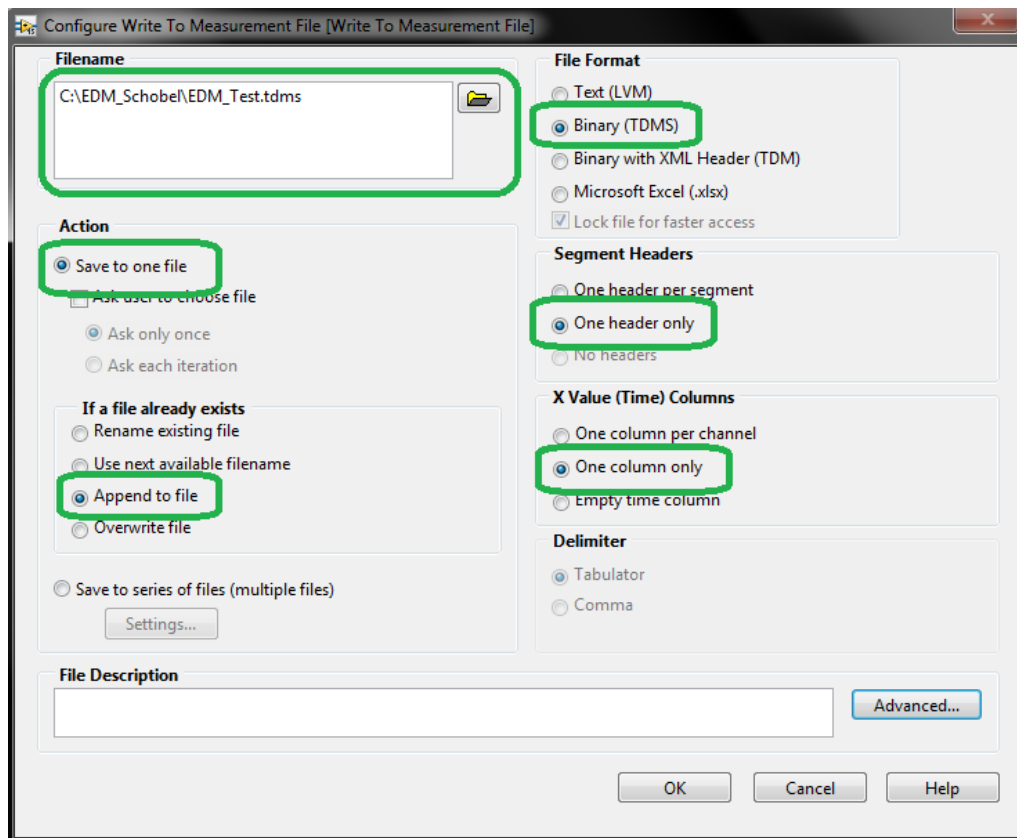 Configure Write To Measurement File [Write To Measurement File]
Filename
C:\EDM_Schobel\EDM_Test.tdms
Action
Save to one file
Ask user to choose file
Ask only once
Ask each iteration
If a file already exists
Rename existing file
Use next available filename
Append to file
Overwrite file
Save to series of files (multiple files)
Settings...
File Format
Text (LVM)
Binary (TDMS)
Binary with XML Header (TDM)
Microsoft Excel (.xlsx)
Lock file for faster access
Segment Headers
One header per segment
One header only
No headers
X Value (Time) Columns
One column per channel
One column only
Empty time column
Delimiter
Tabulator
Comma
File Description
Advanced...
OK
Cancel
Help